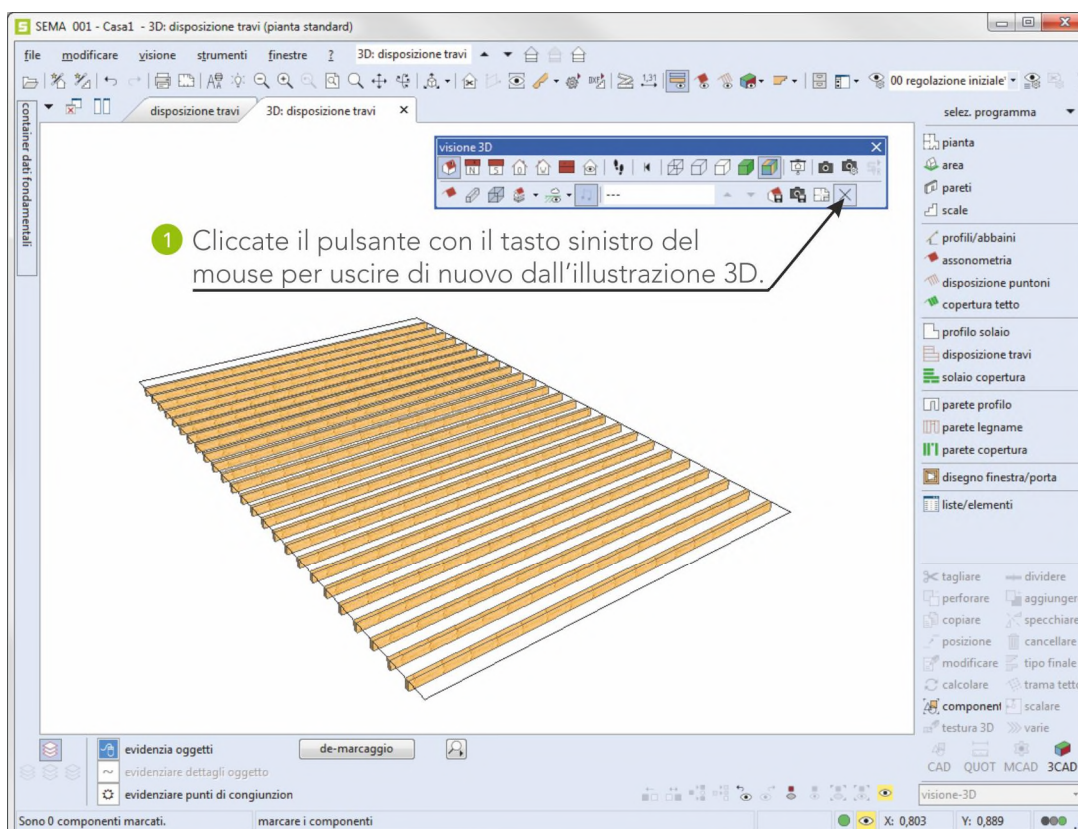 SEMA 001 - Casa1 - 3D: disposizione travi (pianta standard)
file modificare visione strumenti finestre ? 3D: disposizione travi
1.31 00 regolazione iniziale'
disposizione travi 3D: disposizione travi
container dati fondamentali
visione 3D
---
1 Cliccate il pulsante con il tasto sinistro del
mouse per uscire di nuovo dall'illustrazione 3D.
selez. programma
pianta
area
pareti
scale
profili/abbaini
assonometria
disposizione puntoni
copertura tetto
profilo solaio
disposizione travi
solaio copertura
parete profilo
parete legname
parete copertura
disegno finestra/porta
liste/elementi
tagliare dividere
perforare aggiunger
copiare specchiare
posizione cancellare
modificare tipo finale
calcolare trama tetto
component scalare
testura 3D varie
CAD QUOT MCAD 3CAD
visione-3D
evidenzia oggetti de-marcaggio
evidenziare dettagli oggetto
evidenziare punti di congiunzion
Sono 0 componenti marcati. marcare i componenti X: 0,803 Y: 0,889